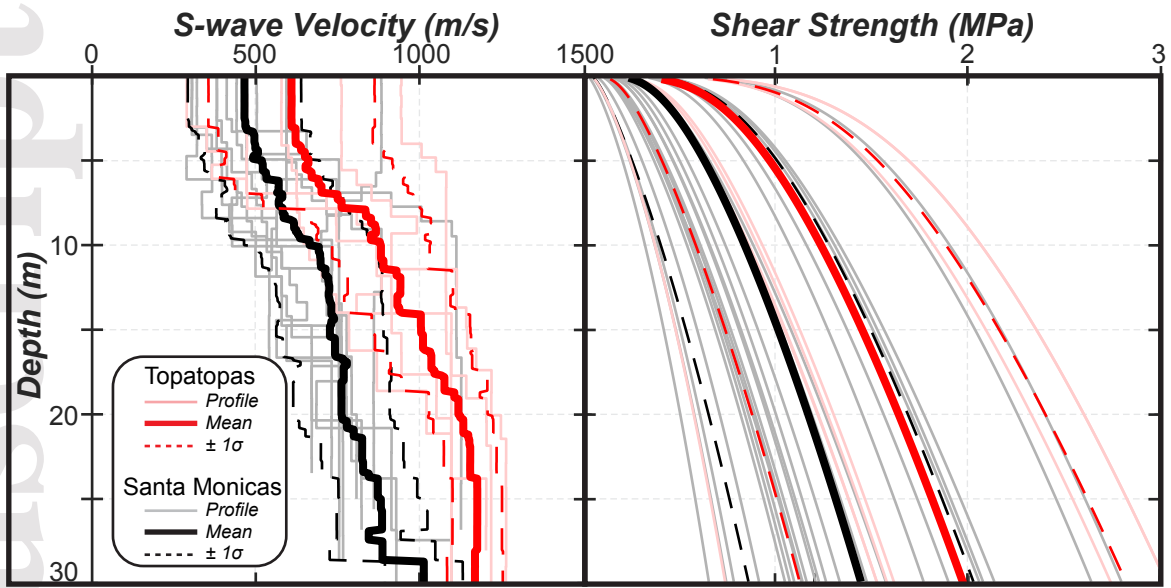 S-wave Velocity (m/s)
Shear Strength (MPa)
0 500 1000 1500 1 2 3
Depth (m)
10
20
30
Topatopas
Profile
Mean
± 1σ
Santa Monicas
Profile
Mean
± 1σ